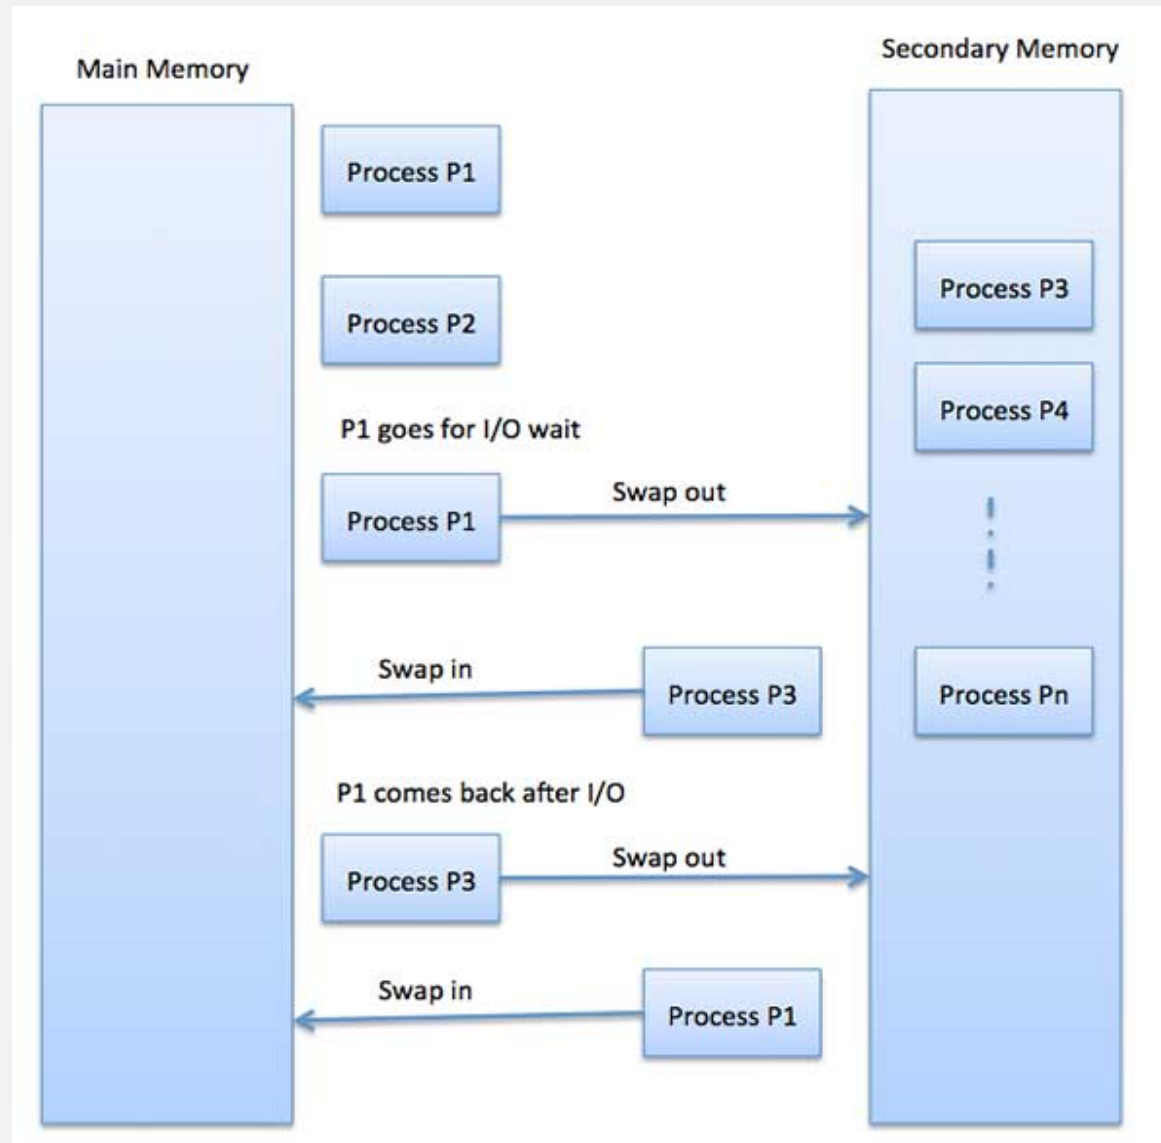 Main Memory
Secondary Memory
Process P1
Process P2
Process P3
Process P4
P1 goes for I/O wait
Process P1
Swap out
Swap in
Process P3
Process Pn
P1 comes back after I/O
Process P3
Swap out
Swap in
Process P1